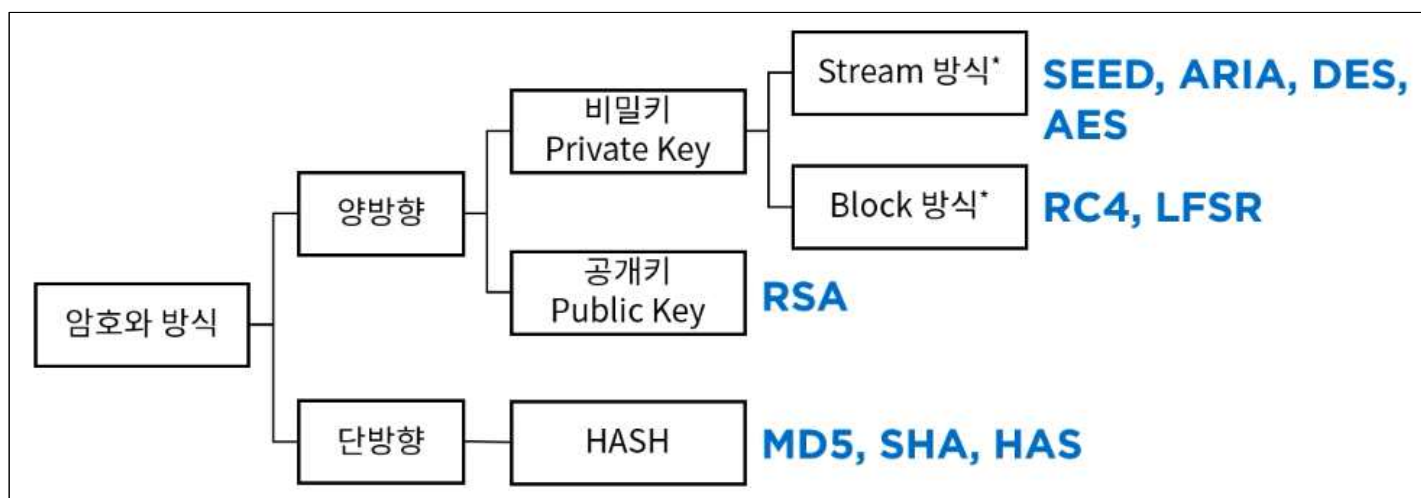 Stream 방식*
SEED, ARIA, DES,
AES
비밀키
Private Key
Block 방식*
RC4, LFSR
양방향
공개키
Public Key
RSA
암호와 방식
단방향
HASH
MD5, SHA, HAS